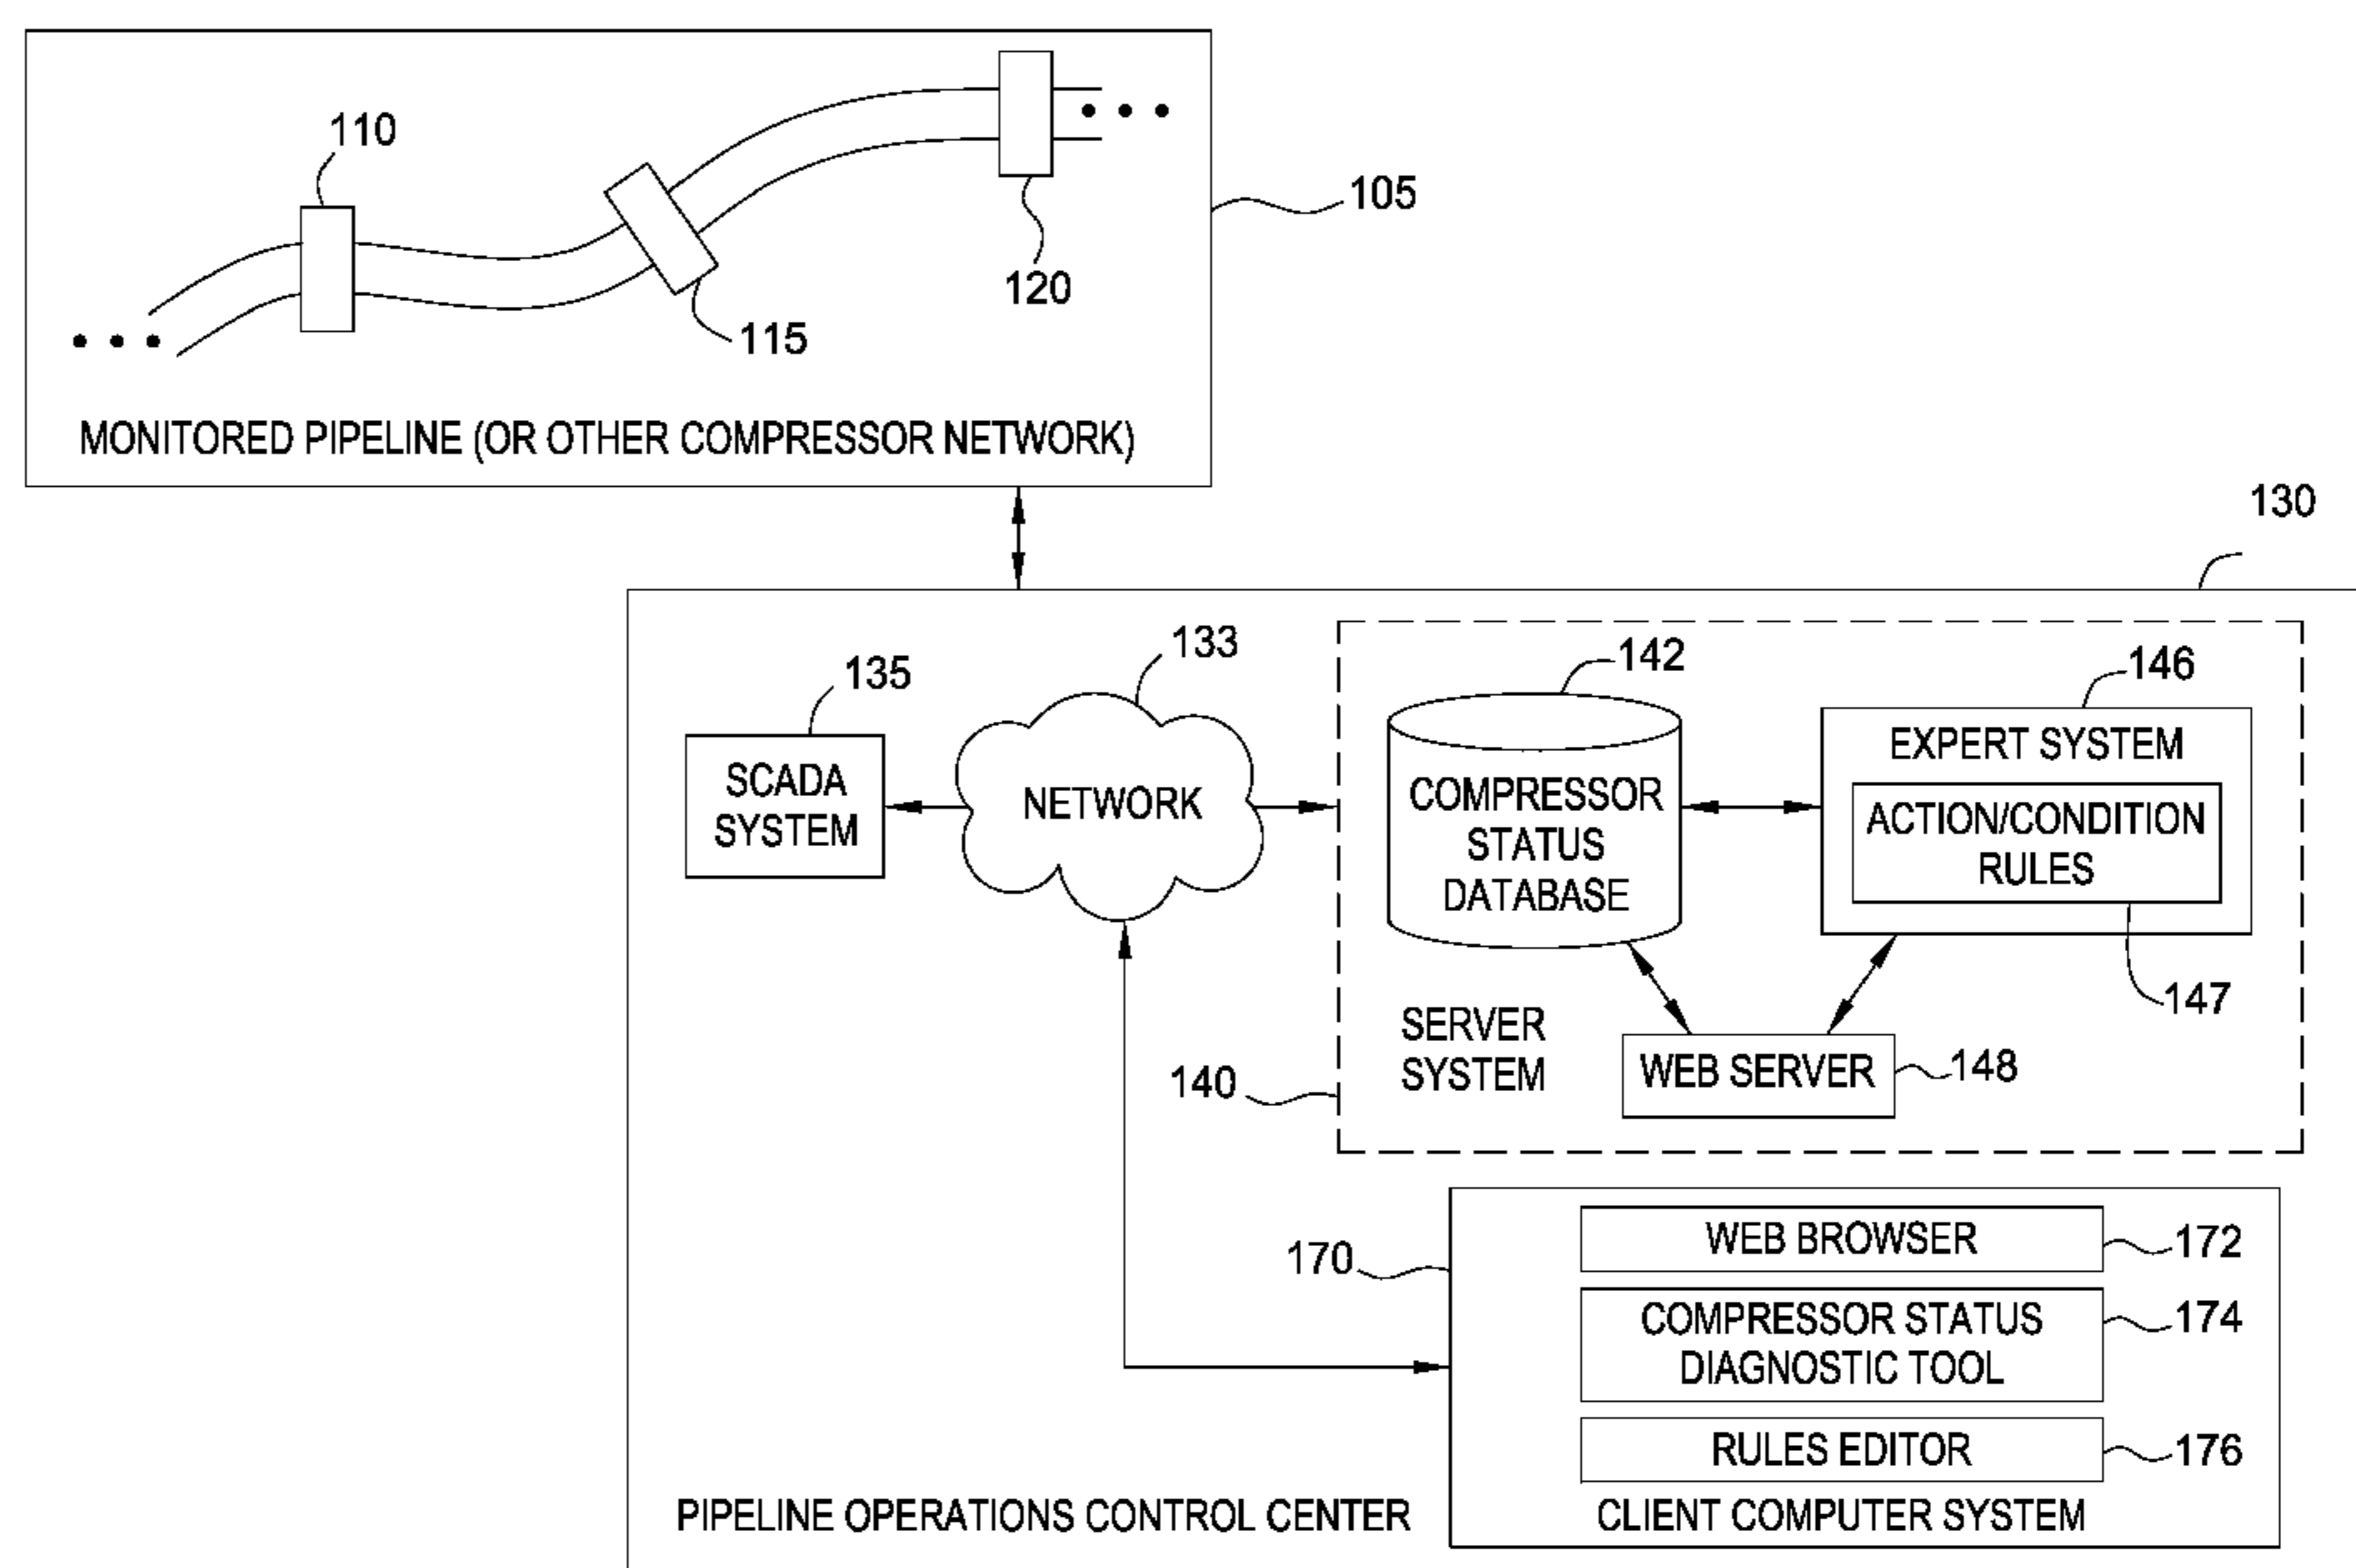 110
105
120
115
MONITORED PIPELINE (OR OTHER COMPRESSOR NETWORK)
130
133
142
146
135
SCADA
SYSTEM
NETWORK
COMPRESSOR
STATUS
DATABASE
EXPERT SYSTEM
ACTION/CONDITION
RULES
147
SERVER
SYSTEM
140
WEB SERVER
148
170
WEB BROWSER
172
COMPRESSOR STATUS
DIAGNOSTIC TOOL
174
RULES EDITOR
176
PIPELINE OPERATIONS CONTROL CENTER
CLIENT COMPUTER SYSTEM